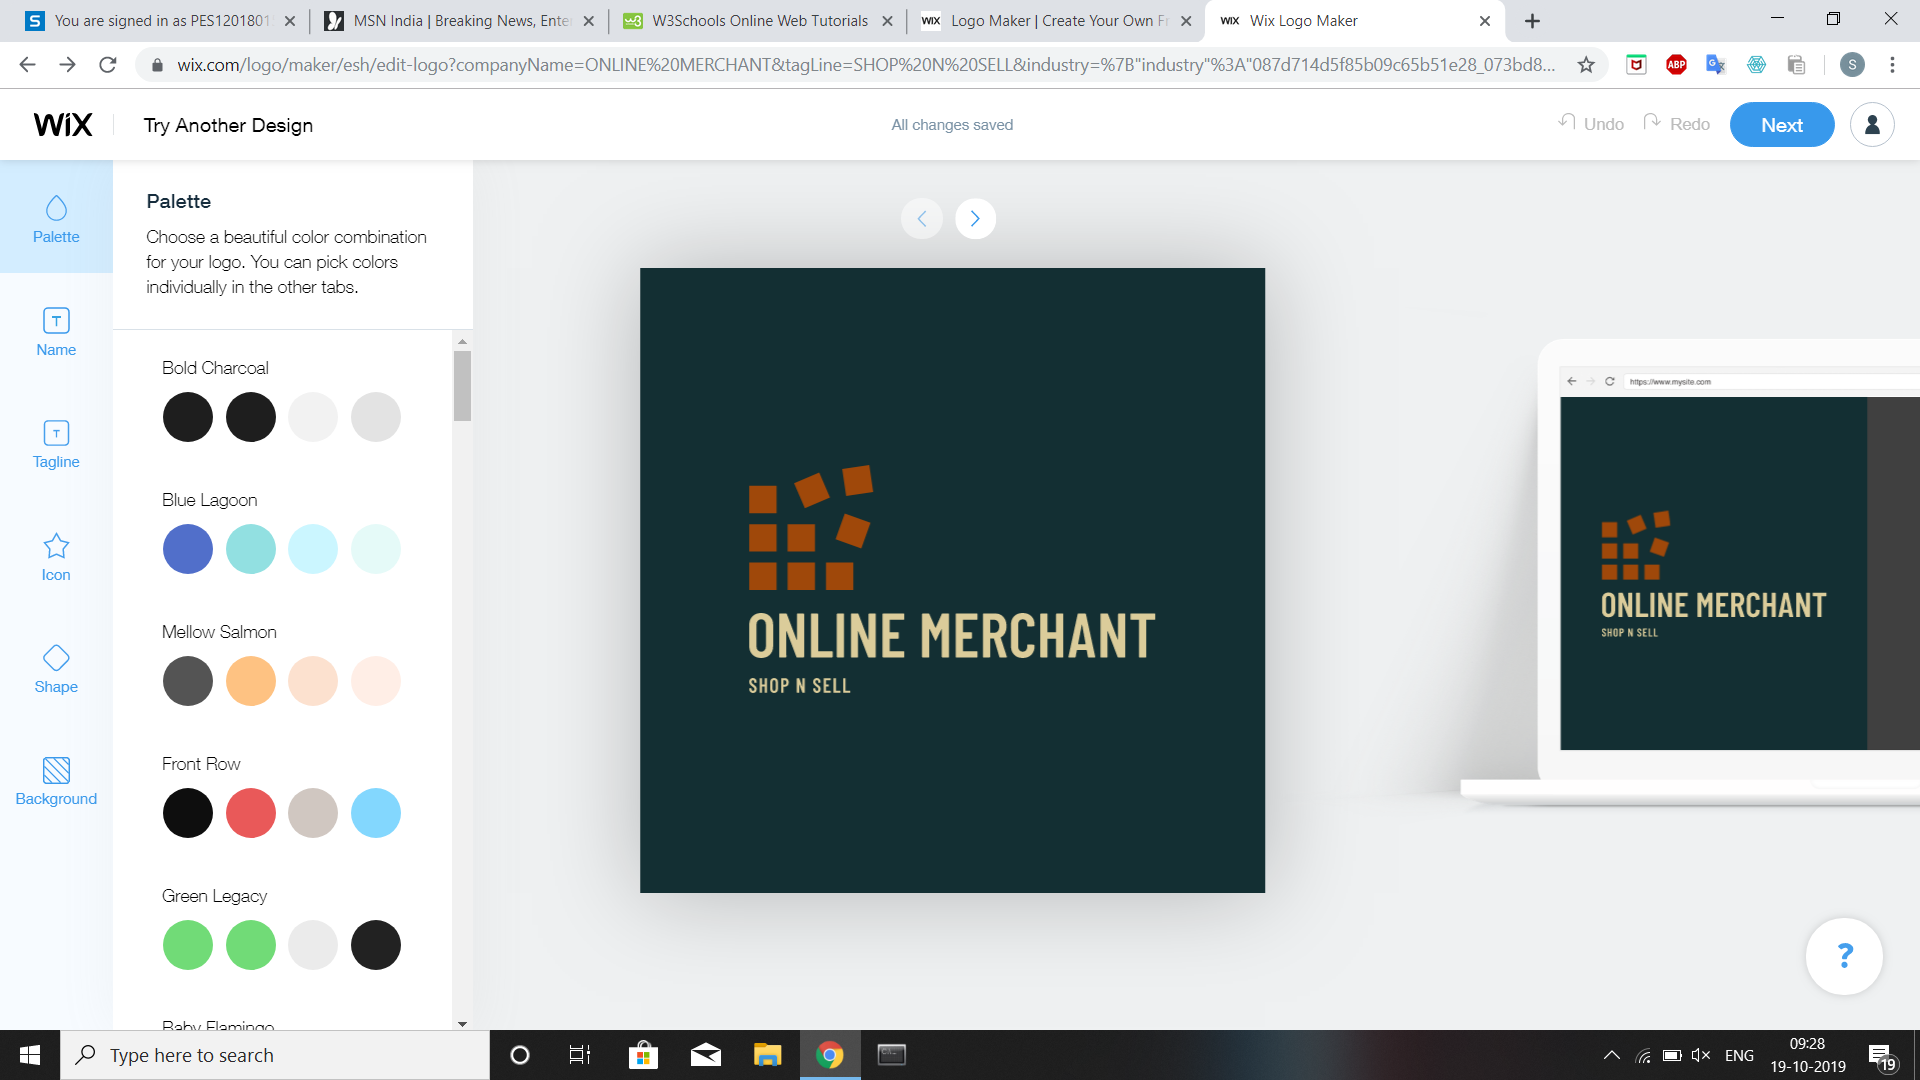 You are signed in as PES1201801
MSN India | Breaking News, Ente
W3Schools Online Web Tutorials
WIX Logo Maker | Create Your Own Fr
WIX Wix Logo Maker
wix.com/logo/maker/esh/edit-logo?companyName=ONLINE%20MERCHANT&tagLine=SHOP%20N%20SELL&industry=%7B"industry"%3A"087d714d5f85b09c65b51e28_073bd8...
ABP
S
WiX
Try Another Design
All changes saved
Undo
Redo
Next
Palette
Name
Tagline
Icon
Shape
Background
Palette
Choose a beautiful color combination
for your logo. You can pick colors
individually in the other tabs.
Bold Charcoal
Blue Lagoon
Mellow Salmon
Front Row
Green Legacy
Baby Flamingo
ONLINE MERCHANT
SHOP N SELL
https://www.mysite.com
ONLINE MERCHANT
SHOP N SELL
?
Type here to search
ENG
09:28
19-10-2019
19